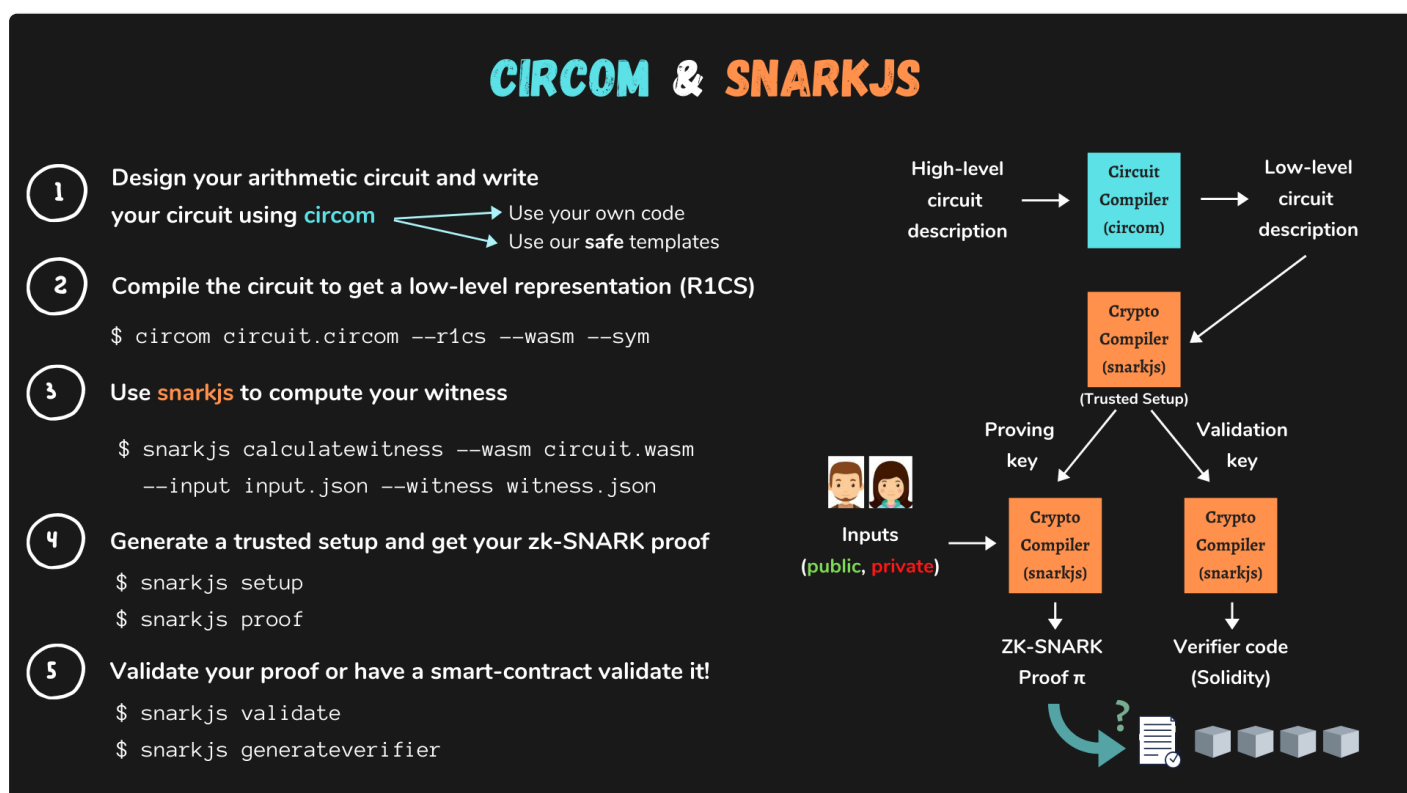 CIRCOM & SNARKJS
1
Design your arithmetic circuit and write
your circuit using circom
Use your own code
Use our safe templates
2
Compile the circuit to get a low-level representation (R1CS)
$ circom circuit.circom --r1cs --wasm --sym
3
Use snarkjs to compute your witness
$ snarkjs calculatewitness --wasm circuit.wasm
--input input.json --witness witness.json
4
Generate a trusted setup and get your zk-SNARK proof
$ snarkjs setup
$ snarkjs proof
5
Validate your proof or have a smart-contract validate it!
$ snarkjs validate
$ snarkjs generateverifier
High-level
circuit
description
Circuit
Compiler
(circom)
Low-level
circuit
description
Crypto
Compiler
(snarkjs)
(Trusted Setup)
Proving
key
Validation
key
Inputs
(public, private)
Crypto
Compiler
(snarkjs)
Crypto
Compiler
(snarkjs)
ZK-SNARK
Proof π
Verifier code
(Solidity)
?